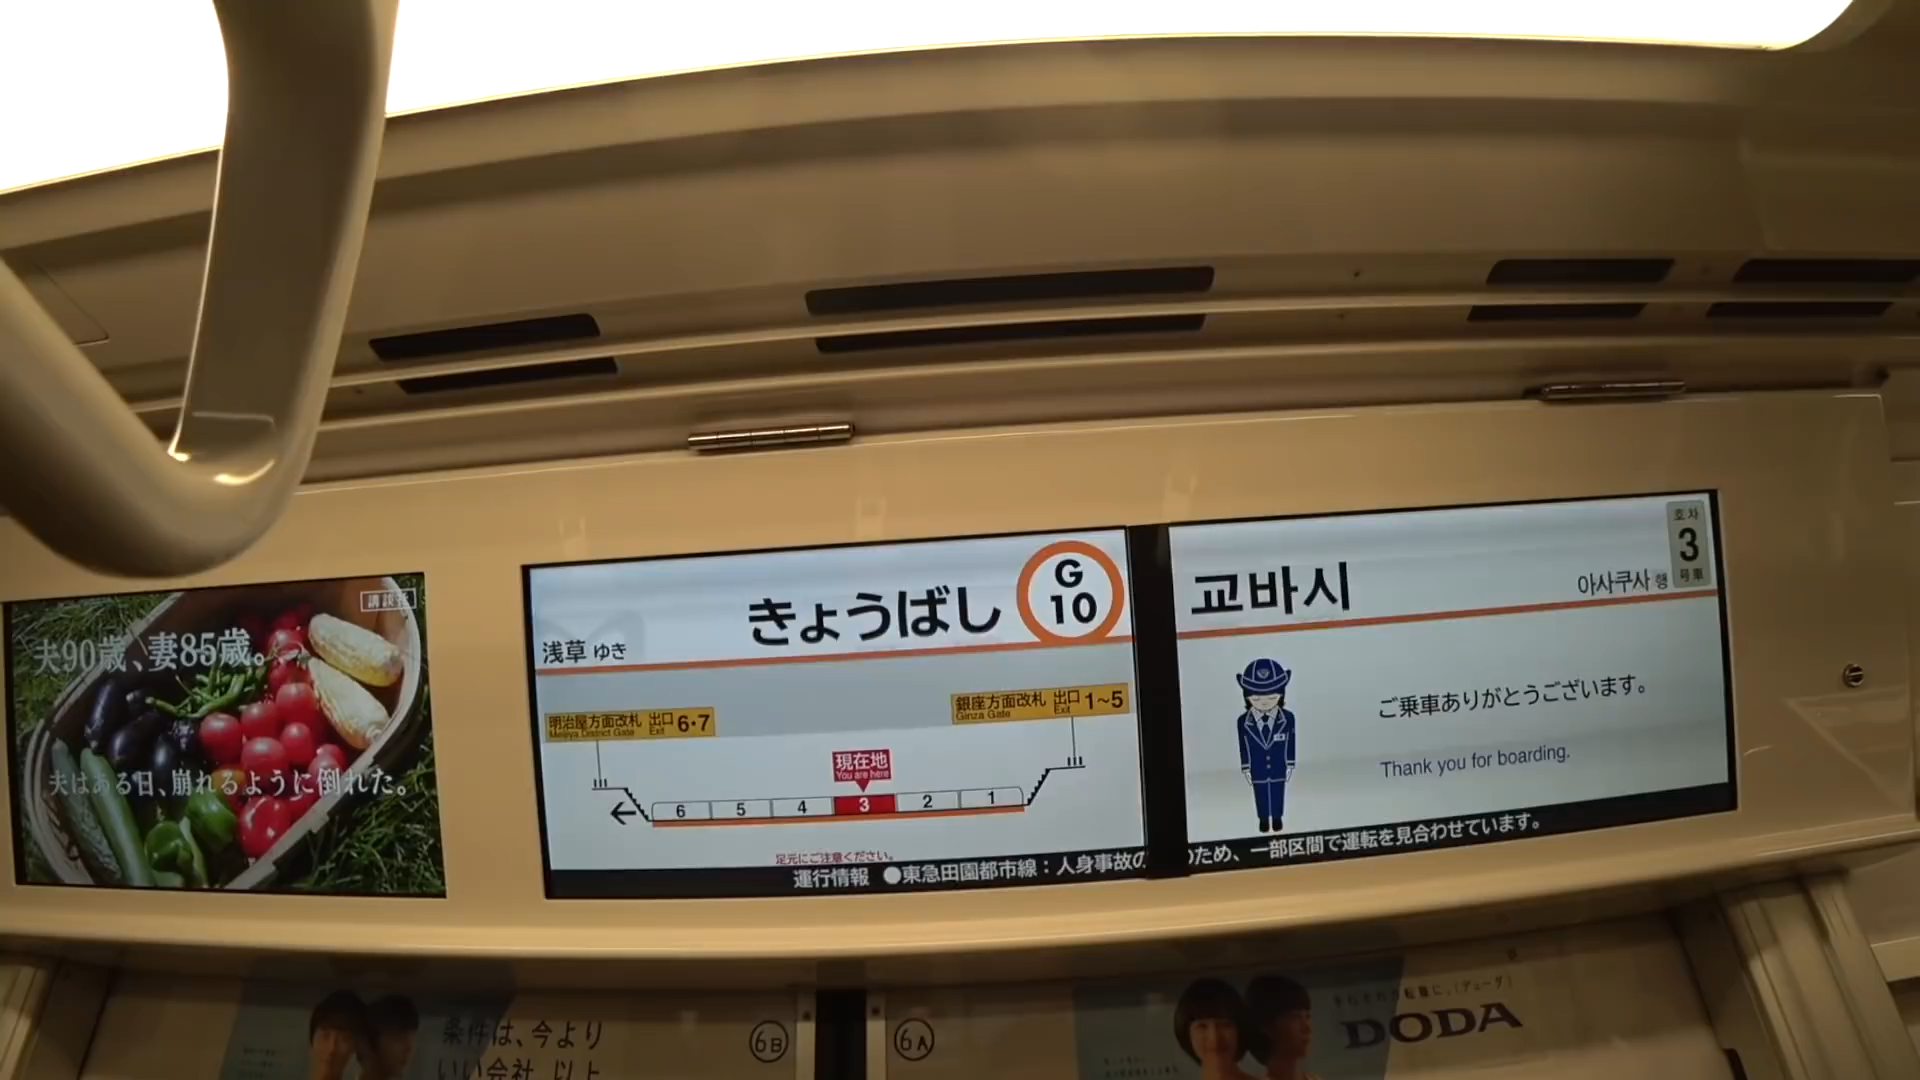 講談社
夫90歳、妻85歳。
夫はある日、崩れるように倒れた。
きょうばし
G
10
浅草 ゆき
明治屋方面改札 出口 6・7
Meijiya District Gate Exit
銀座方面改札 出口 1~5
Ginza Gate Exit
現在地
You are here
6 5 4 3 2 1
足元にご注意ください。
교바시
아사쿠사 행
호차
3
号車
ご乗車ありがとうございます。
Thank you for boarding.
運行情報 ●東急田園都市線：人身事故の
ため、一部区間で運転を見合わせています。
条件は、今より
いい会社 以上
6B
6A
DODA